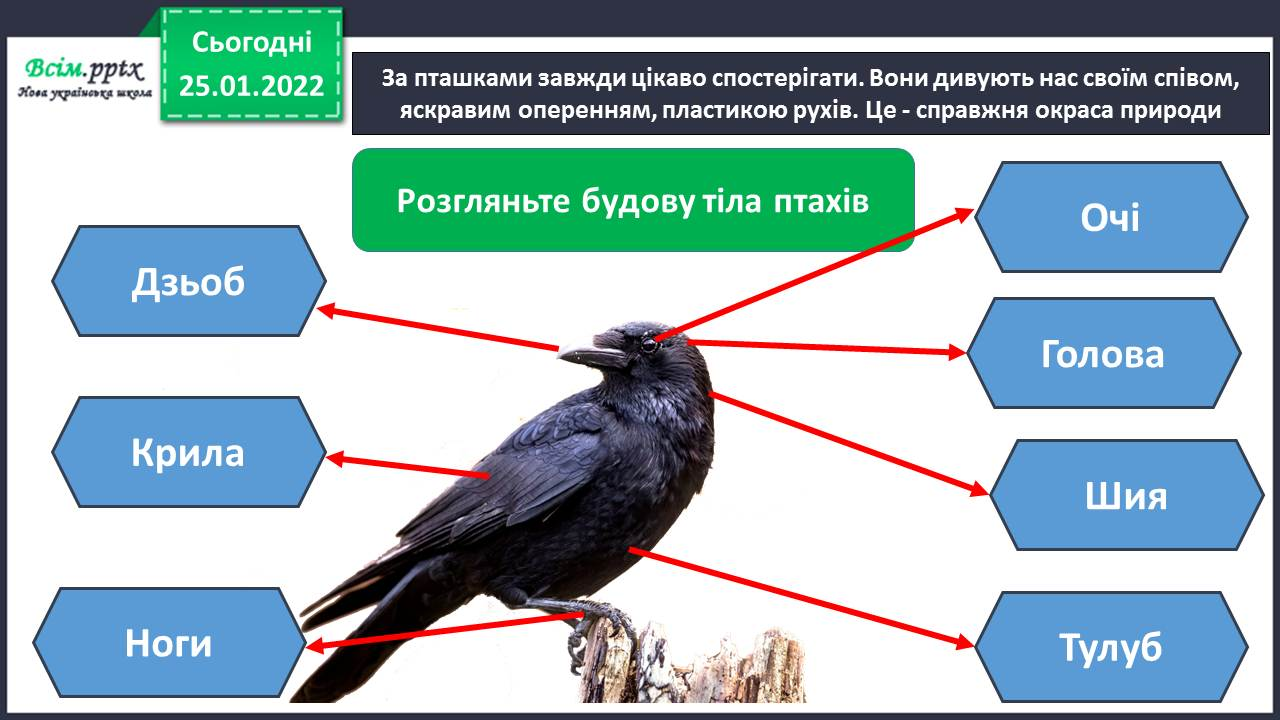 Всім.pptx
Нова українська школа
Сьогодні
25.01.2022
За пташками завжди цікаво спостерігати. Вони дивують нас своїм співом,
яскравим оперенням, пластикою рухів. Це - справжня окраса природи
Розгляньте будову тіла птахів
Дзьоб
Крила
Ноги
Очі
Голова
Шия
Тулуб